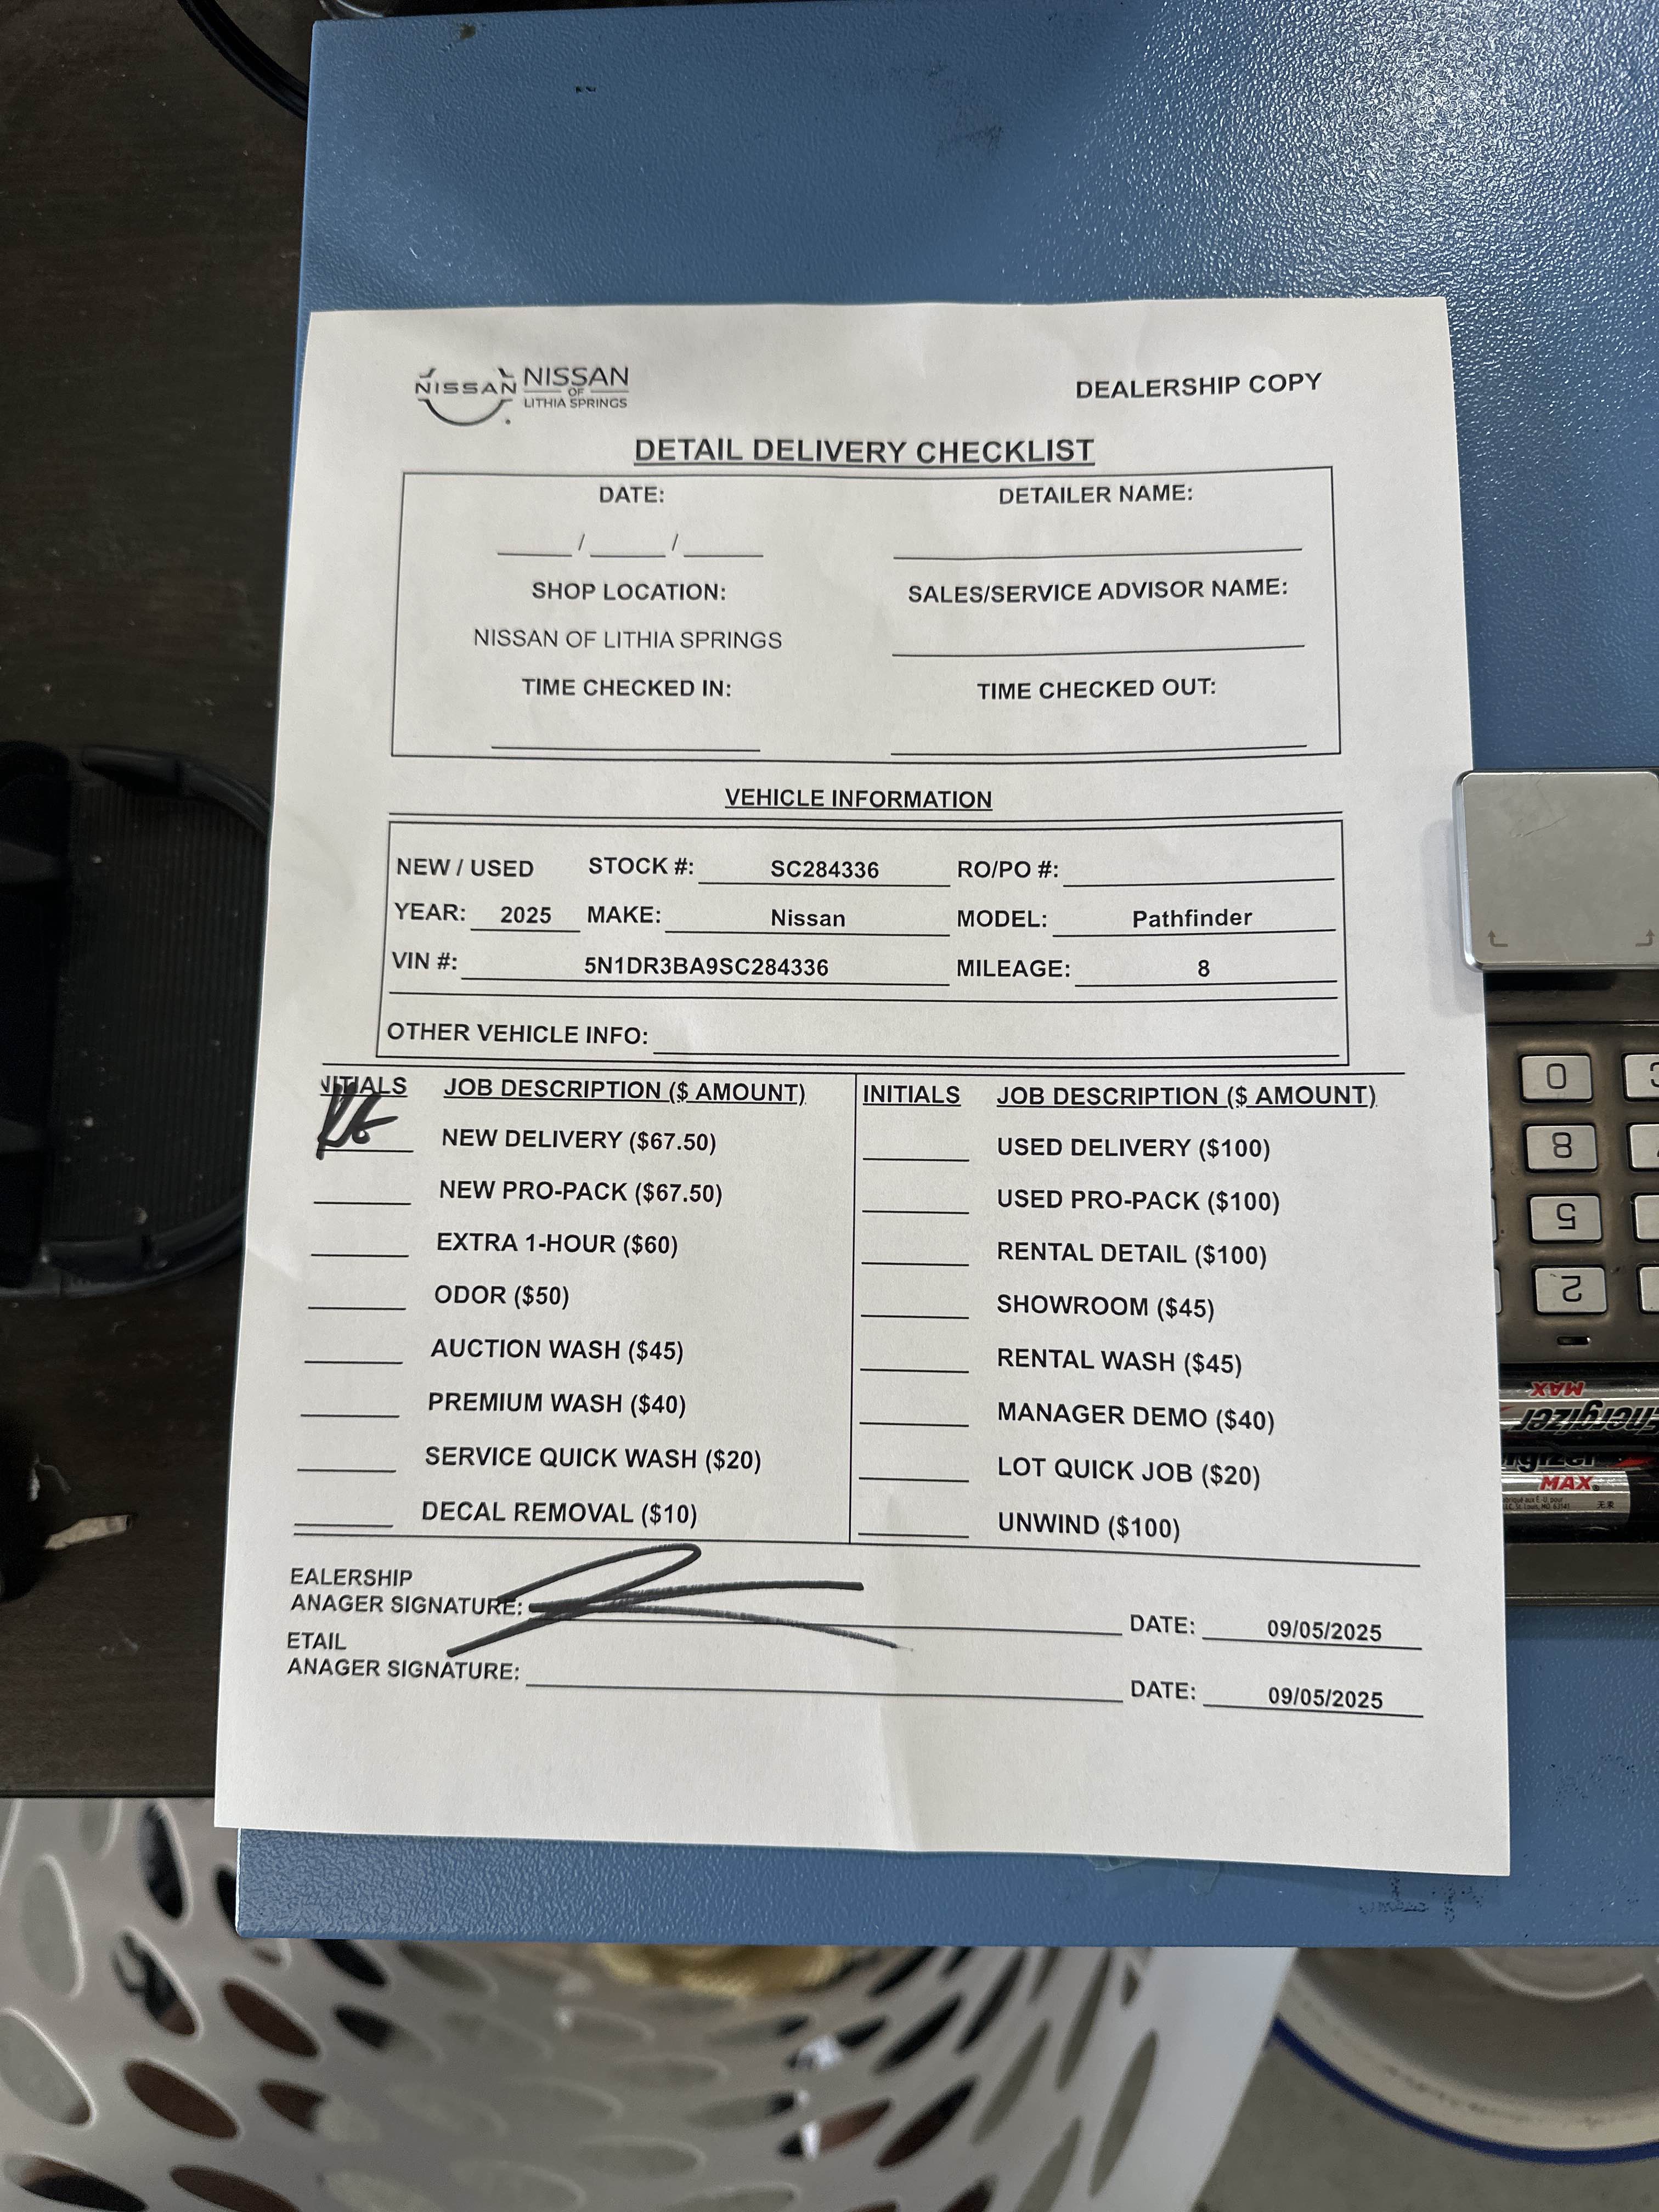 NISSAN NISSAN
OF
LITHIA SPRINGS
DEALERSHIP COPY
DETAIL DELIVERY CHECKLIST
DATE: DETAILER NAME:
____ / ____ / ____
SHOP LOCATION: SALES/SERVICE ADVISOR NAME:
NISSAN OF LITHIA SPRINGS
TIME CHECKED IN: TIME CHECKED OUT:
VEHICLE INFORMATION
NEW / USED STOCK #: SC284336 RO/PO #:
YEAR: 2025 MAKE: Nissan MODEL: Pathfinder
VIN #: 5N1DR3BA9SC284336 MILEAGE: 8
OTHER VEHICLE INFO:
NITIALS JOB DESCRIPTION ($ AMOUNT) INITIALS JOB DESCRIPTION ($ AMOUNT)
NEW DELIVERY ($67.50) USED DELIVERY ($100)
NEW PRO-PACK ($67.50) USED PRO-PACK ($100)
EXTRA 1-HOUR ($60) RENTAL DETAIL ($100)
ODOR ($50) SHOWROOM ($45)
AUCTION WASH ($45) RENTAL WASH ($45)
PREMIUM WASH ($40) MANAGER DEMO ($40)
SERVICE QUICK WASH ($20) LOT QUICK JOB ($20)
DECAL REMOVAL ($10) UNWIND ($100)
EALERSHIP
ANAGER SIGNATURE: DATE: 09/05/2025
ETAIL
ANAGER SIGNATURE: DATE: 09/05/2025
0
8
5
2
Energizer
MAX
MAX